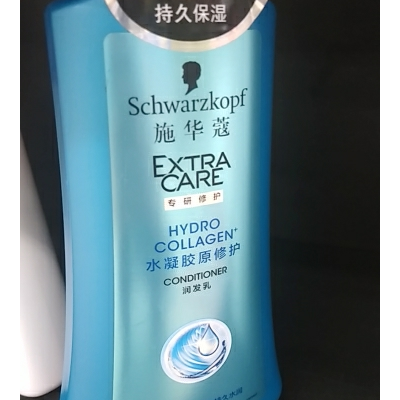 持久保湿
Schwarzkopf
施华蔻
EXTRA
CARE
专研修护
HYDRO
COLLAGEN+
水凝胶原修护
CONDITIONER
润发乳